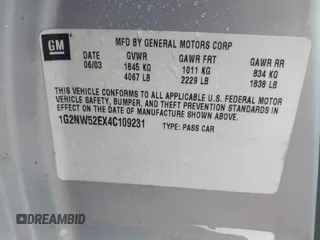 GM
MFD BY GENERAL MOTORS CORP
DATE GVWR GAWR FRT GAWR RR
06/03 1845 KG 1011 KG 834 KG
4067 LB 2229 LB 1838 LB
THIS VEHICLE CONFORMS TO ALL APPLICABLE U.S. FEDERAL MOTOR
VEHICLE SAFETY, BUMPER, AND THEFT PREVENTION STANDARDS IN
EFFECT ON THE DATE OF MANUFACTURE SHOWN ABOVE.
1G2NW52EX4C109231 TYPE: PASS CAR
DREAMBID